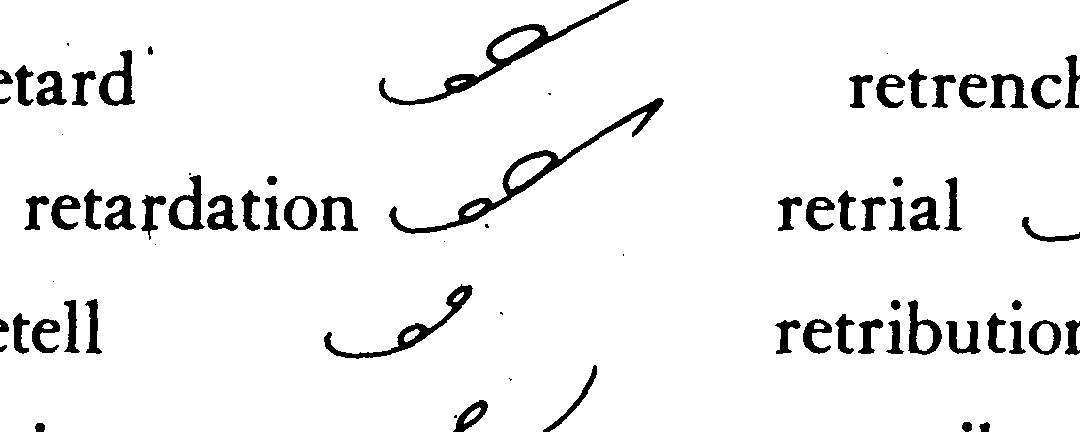 etard
retrench
retardation
retrial
etell
retribution